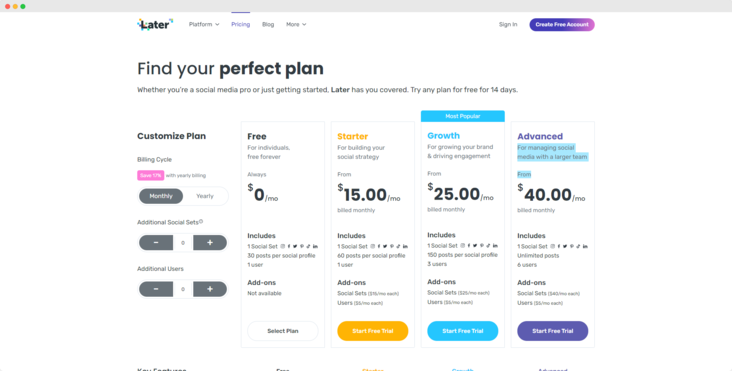 Later
Platform
Pricing
Blog
More
Sign In
Create Free Account
Find your perfect plan
Whether you're a social media pro or just getting started, Later has you covered. Try any plan for free for 14 days.
Customize Plan
Billing Cycle
Save 17% with yearly billing
Monthly
Yearly
Additional Social Sets
− 0 +
Additional Users
− 0 +
Free
For individuals,
free forever
Always
$0/mo
Includes
1 Social Set
30 posts per social profile
1 user
Add-ons
Not available
Select Plan
Starter
For building your
social strategy
From
$15.00/mo
billed monthly
Includes
1 Social Set
60 posts per social profile
1 user
Add-ons
Social Sets ($15/mo each)
Users ($5/mo each)
Start Free Trial
Most Popular
Growth
For growing your brand
& driving engagement
From
$25.00/mo
billed monthly
Includes
1 Social Set
150 posts per social profile
3 users
Add-ons
Social Sets ($25/mo each)
Users ($5/mo each)
Start Free Trial
Advanced
For managing social
media with a larger team
From
$40.00/mo
billed monthly
Includes
1 Social Set
Unlimited posts
6 users
Add-ons
Social Sets ($40/mo each)
Users ($5/mo each)
Start Free Trial
Key Features
Free
Starter
Growth
Advanced